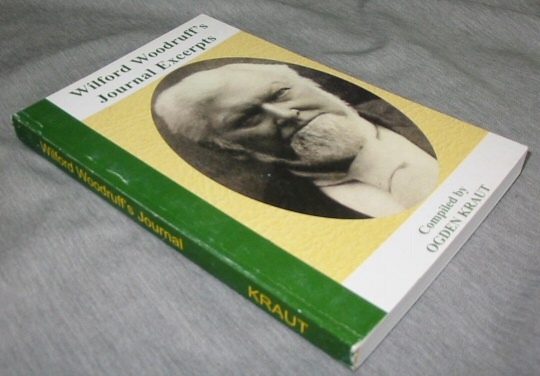 Wilford Woodruff's
Journal Excerpts
Compiled by
OGDEN KRAUT
Wilford Woodruff's Journal
KRAUT